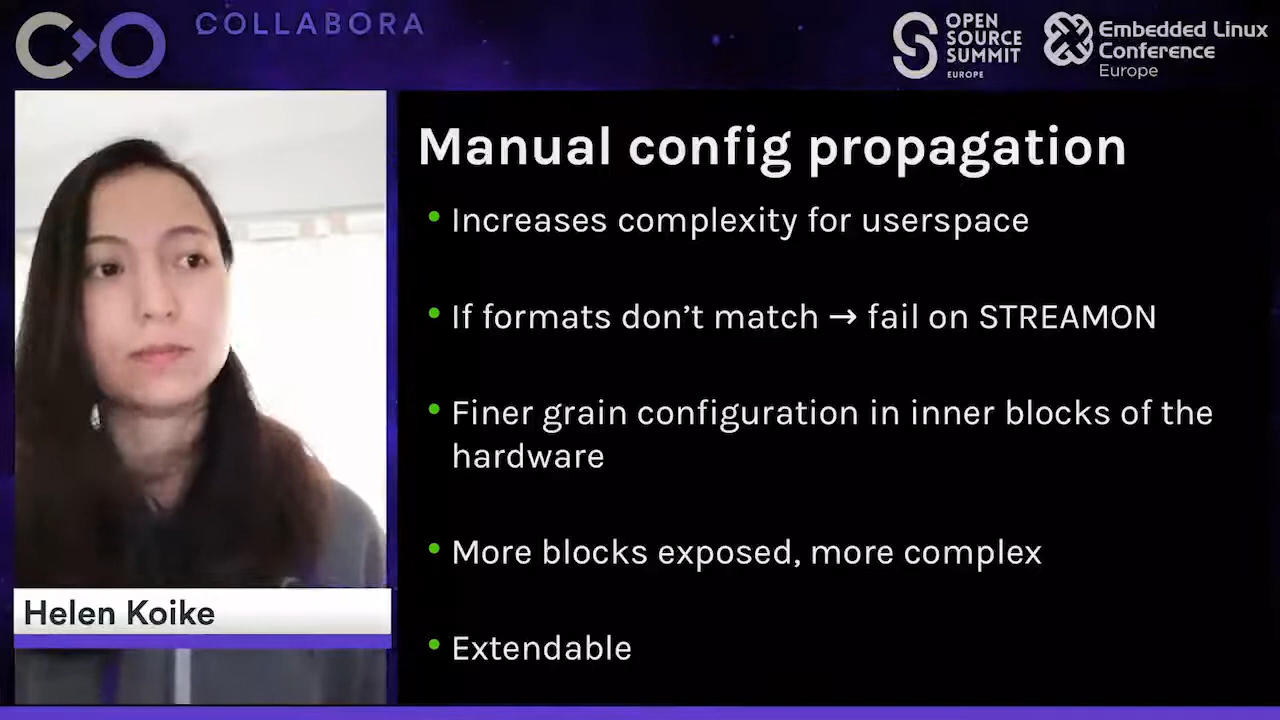 COLLABORA
OPEN
SOURCE
SUMMIT
EUROPE
Embedded Linux
Conference
Europe
Manual config propagation
• Increases complexity for userspace
• If formats don’t match → fail on STREAMON
• Finer grain configuration in inner blocks of the
hardware
• More blocks exposed, more complex
• Extendable
Helen Koike